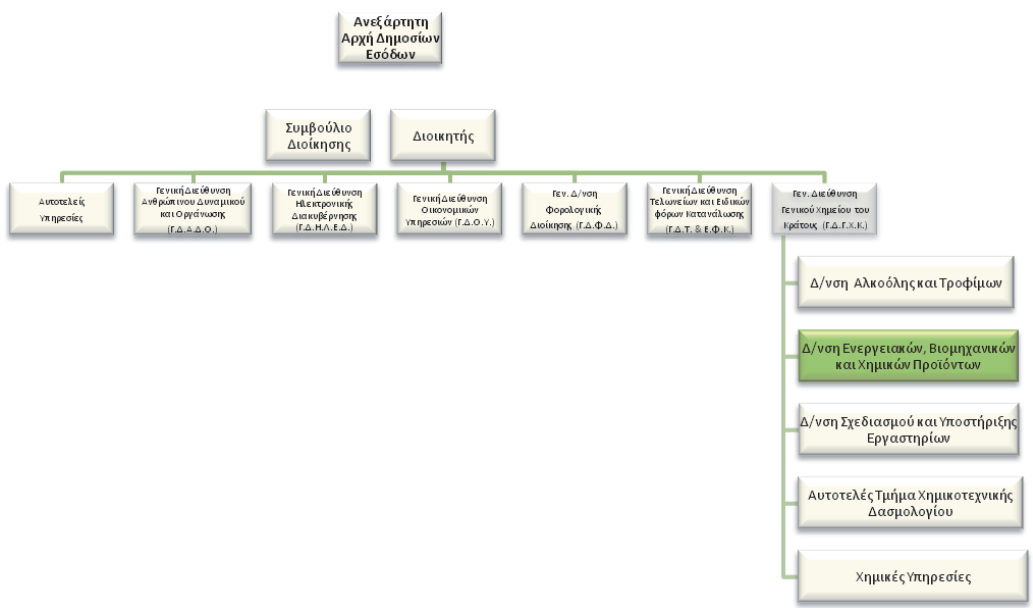 Ανεξάρτητη
Αρχή Δημοσίων
Εσόδων
Συμβούλιο
Διοίκησης
Διοικητής
Αυτοτελείς
Υπηρεσίες
Γενική Διεύθυνση
Ανθρώπινου Δυναμικού
και Οργάνωσης
(Γ.Δ.Α.Δ.Ο.)
Γενική Διεύθυνση
Ηλεκτρονικής
Διακυβέρνησης
(Γ.Δ.Η.Λ.Ε.Δ.)
Γενική Διεύθυνση
Οικονομικών
Υπηρεσιών (Γ.Δ.Ο.Υ.)
Γεν. Δ/νση
Φορολογικής
Διοίκησης (Γ.Δ.Φ.Δ.)
Γενική Διεύθυνση
Τελωνείων και Ειδικών
φόρων Κατανάλωσης
(Γ.Δ.Τ. & Ε.Φ.Κ.)
Γεν. Διεύθυνση
Γενικού Χημείου του
Κράτους (Γ.Δ.Γ.Χ.Κ.)
Δ/νση Αλκοόλης και Τροφίμων
Δ/νση Ενεργειακών, Βιομηχανικών
και Χημικών Προϊόντων
Δ/νση Σχεδιασμού και Υποστήριξης
Εργαστηρίων
Αυτοτελές Τμήμα Χημικοτεχνικής
Δασμολογίου
Χημικές Υπηρεσίες